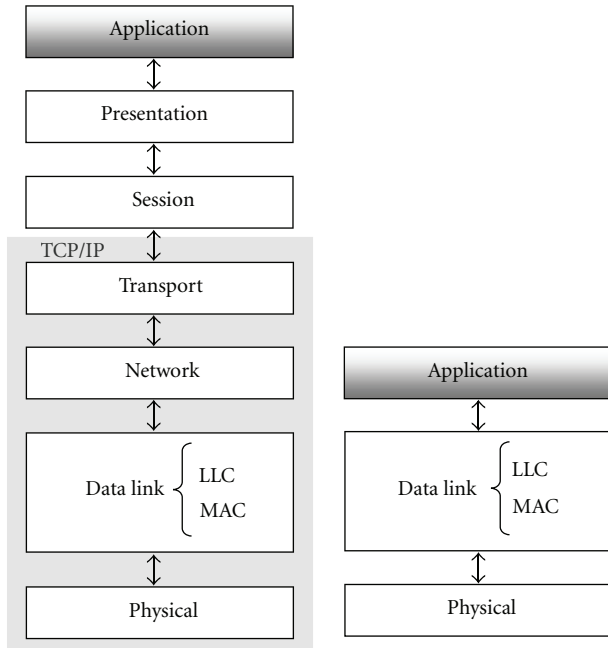 Application
Presentation
Session
TCP/IP
Transport
Network
Data link
LLC
MAC
Physical
Application
Data link
LLC
MAC
Physical